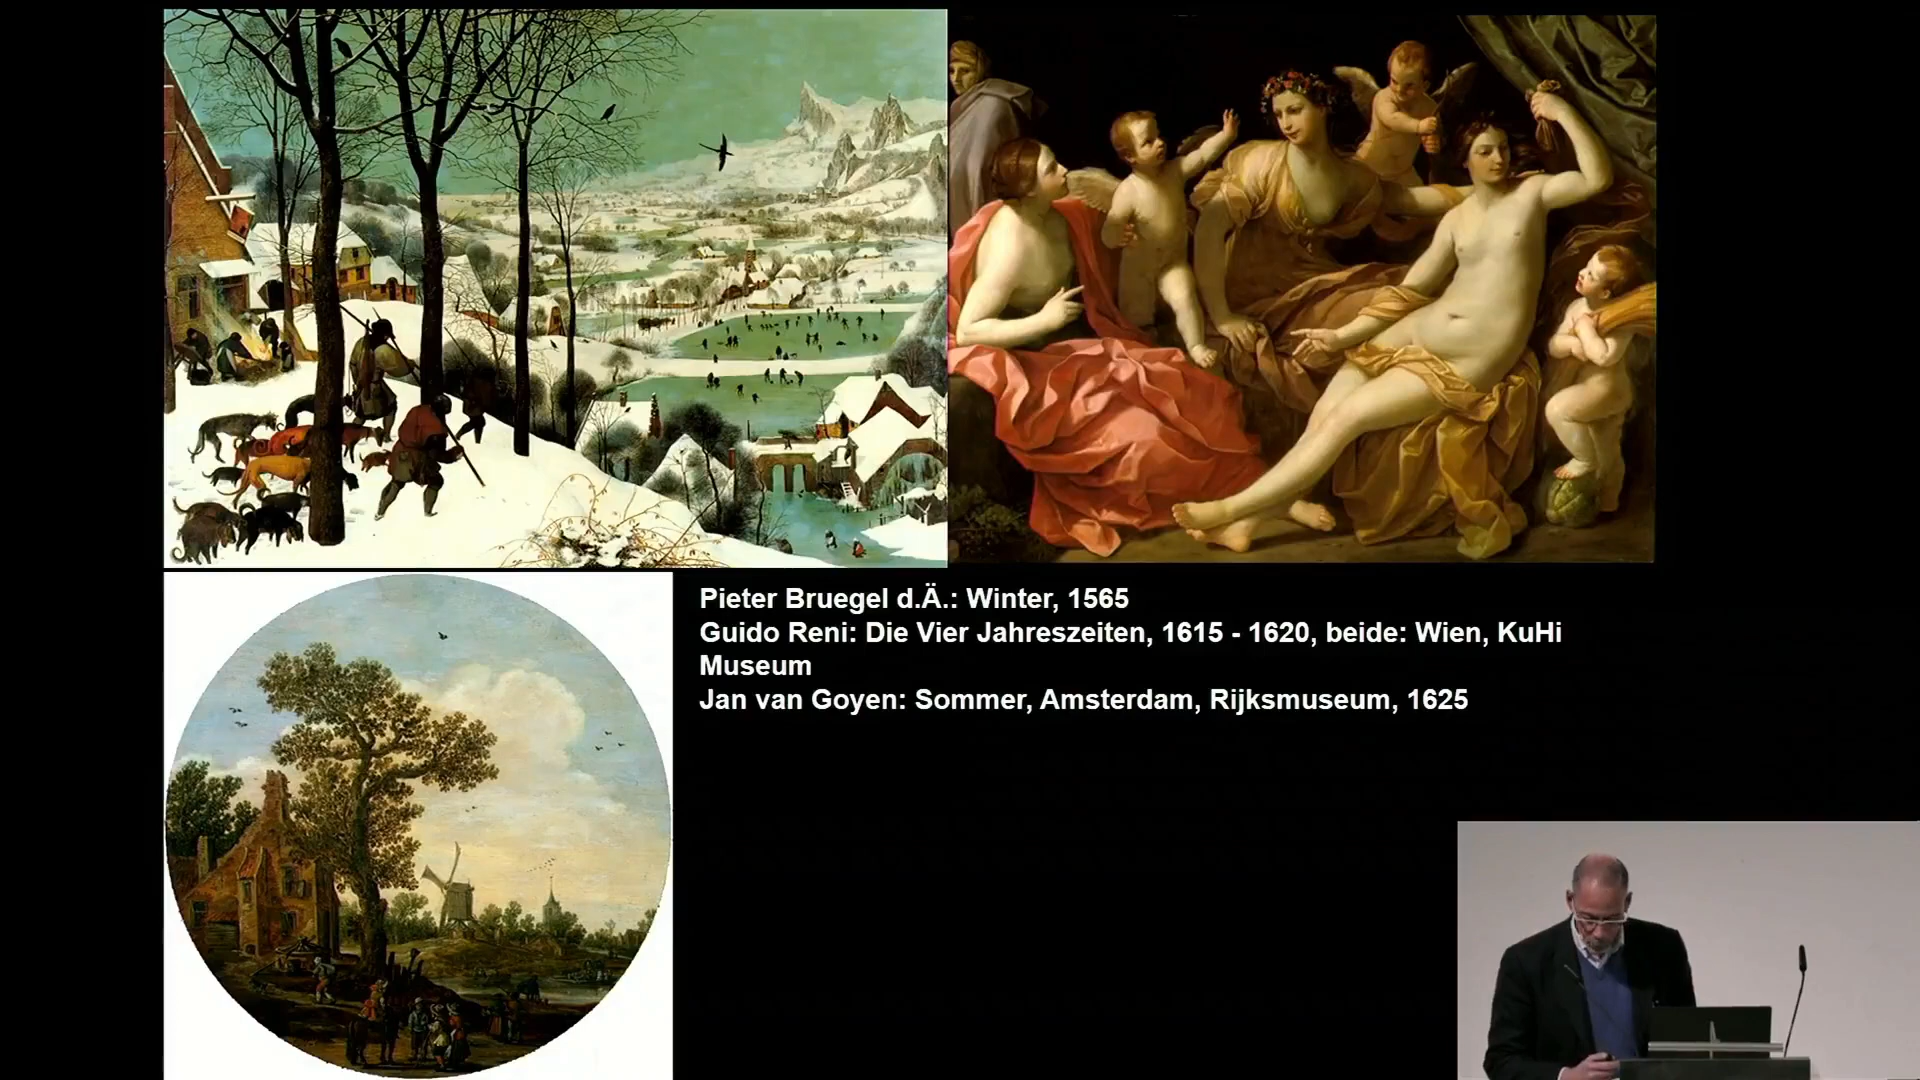 Pieter Bruegel d.Ä.: Winter, 1565
Guido Reni: Die Vier Jahreszeiten, 1615 - 1620, beide: Wien, KuHi
Museum
Jan van Goyen: Sommer, Amsterdam, Rijksmuseum, 1625